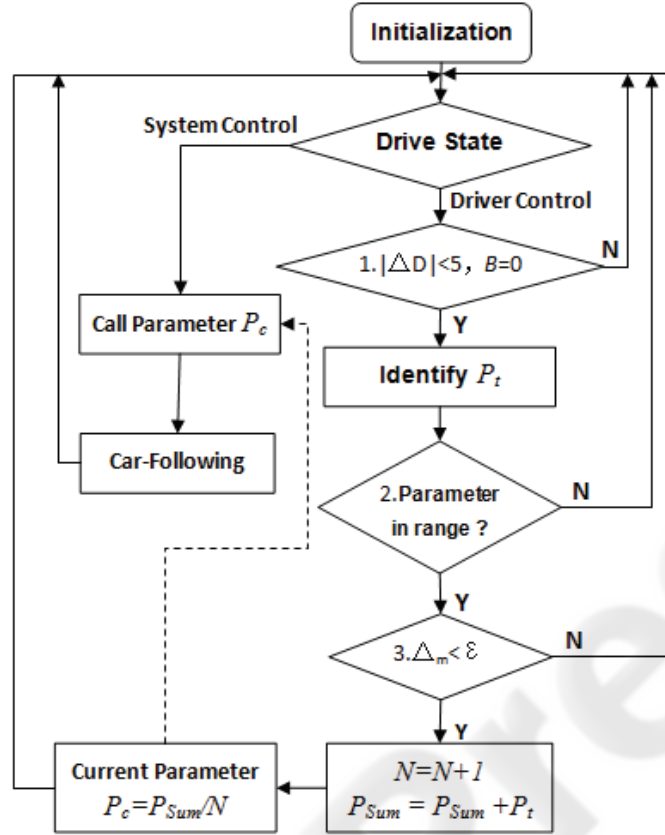 Initialization
System Control
Drive State
Driver Control
1.|△D|<5，B=0
N
Call Parameter P_c
Y
Identify P_t
Car-Following
2.Parameter
in range ?
N
Y
3.△_m<ε
N
Y
Current Parameter
P_c=P_Sum/N
N=N+1
P_Sum = P_Sum +P_t